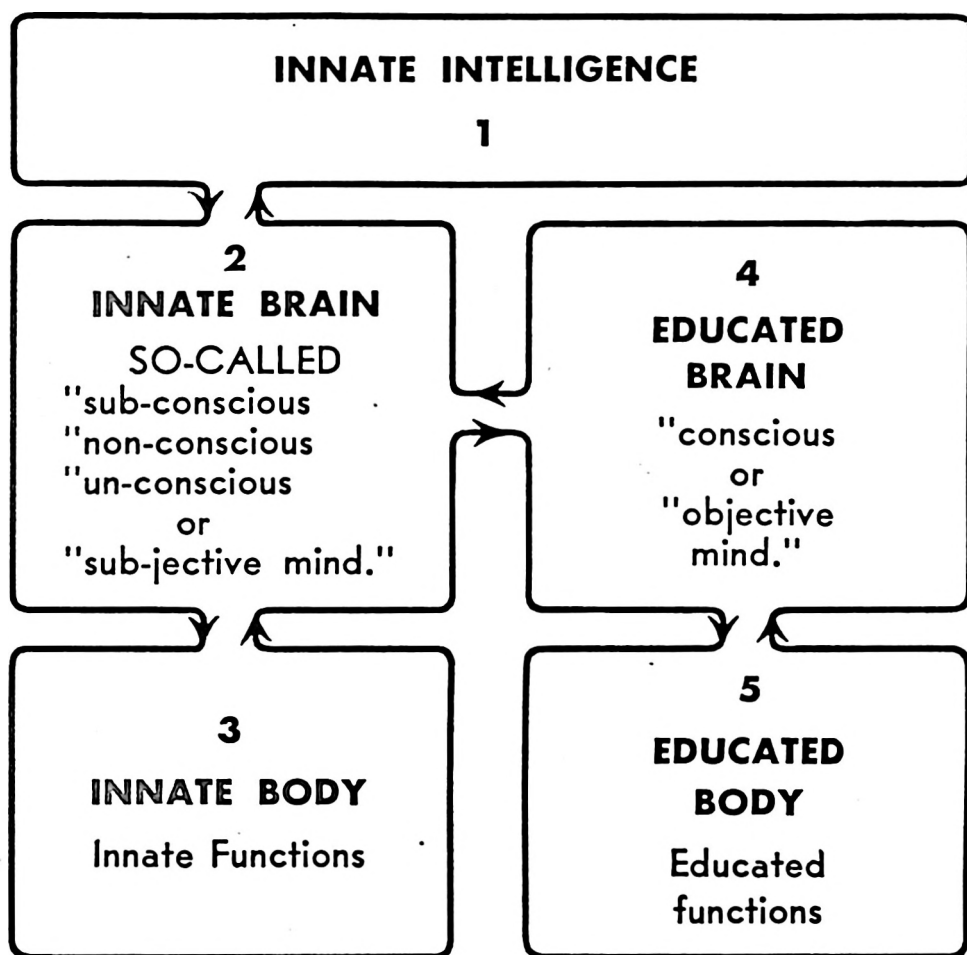 INNATE INTELLIGENCE
1
2
INNATE BRAIN
SO-CALLED
"sub-conscious
"non-conscious
"un-conscious
or
"sub-jective mind."
4
EDUCATED
BRAIN
"conscious
or
"objective
mind."
3
INNATE BODY
Innate Functions
5
EDUCATED
BODY
Educated
functions